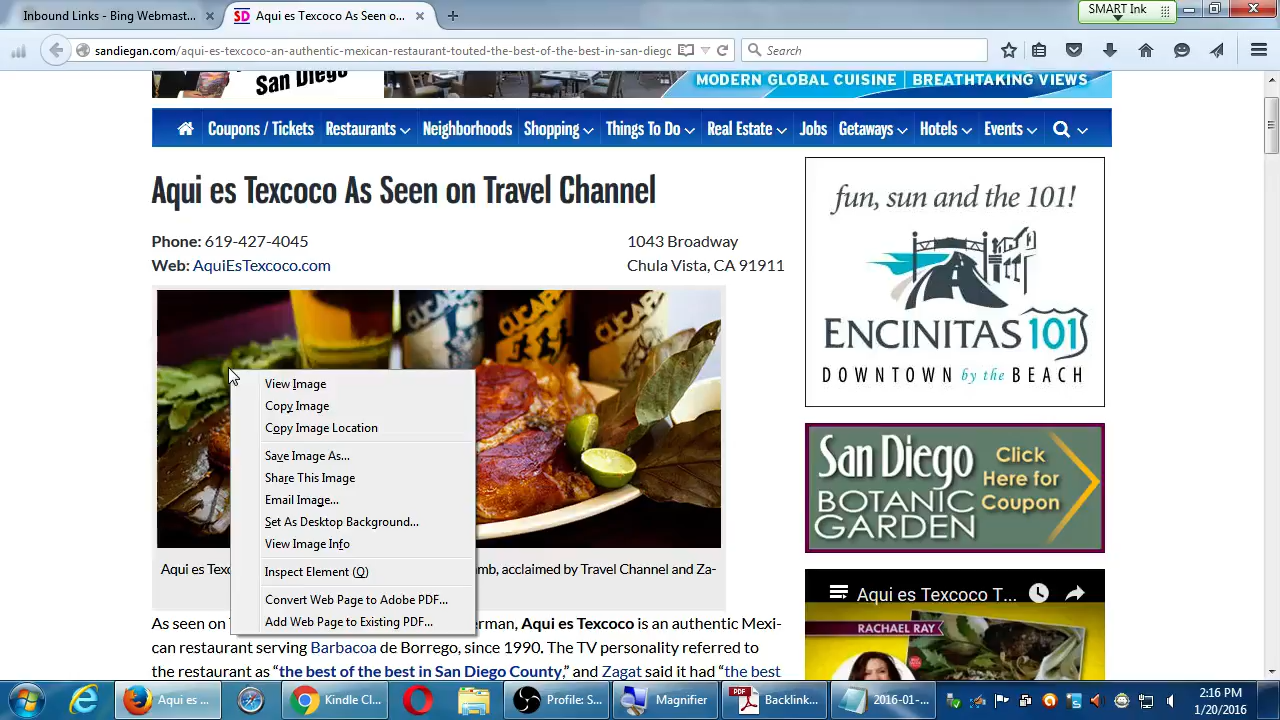 Inbound Links - Bing Webmast...
Aqui es Texcoco As Seen o...
SMART Ink
sandiegan.com/aqui-es-texcoco-an-authentic-mexican-restaurant-touted-the-best-of-the-best-in-san-diego
Search
San Diego
MODERN GLOBAL CUISINE | BREATHTAKING VIEWS
Coupons / Tickets Restaurants Neighborhoods Shopping Things To Do Real Estate Jobs Getaways Hotels Events
Aqui es Texcoco As Seen on Travel Channel
Phone: 619-427-4045
Web: AquiEsTexcoco.com
1043 Broadway
Chula Vista, CA 91911
CUCAPA
CUCAPA
View Image
Copy Image
Copy Image Location
Save Image As...
Share This Image
Email Image...
Set As Desktop Background...
View Image Info
Inspect Element (Q)
Convert Web Page to Adobe PDF...
Add Web Page to Existing PDF...
Aqui es Texc mb, acclaimed by Travel Channel and Za-
As seen on erman, Aqui es Texcoco is an authentic Mexi-
can restaurant serving Barbacoa de Borrego, since 1990. The TV personality referred to
the restaurant as "the best of the best in San Diego County," and Zagat said it had "the best
fun, sun and the 101!
ENCINITAS 101
DOWNTOWN by the BEACH
San Diego
BOTANIC
GARDEN
Click
Here for
Coupon
Aqui es Texcoco T...
RACHAEL RAY
Aqui es ...
Kindle Cl...
Profile: S...
Magnifier
PDF
Backlink...
2016-01-...
2:16 PM
1/20/2016